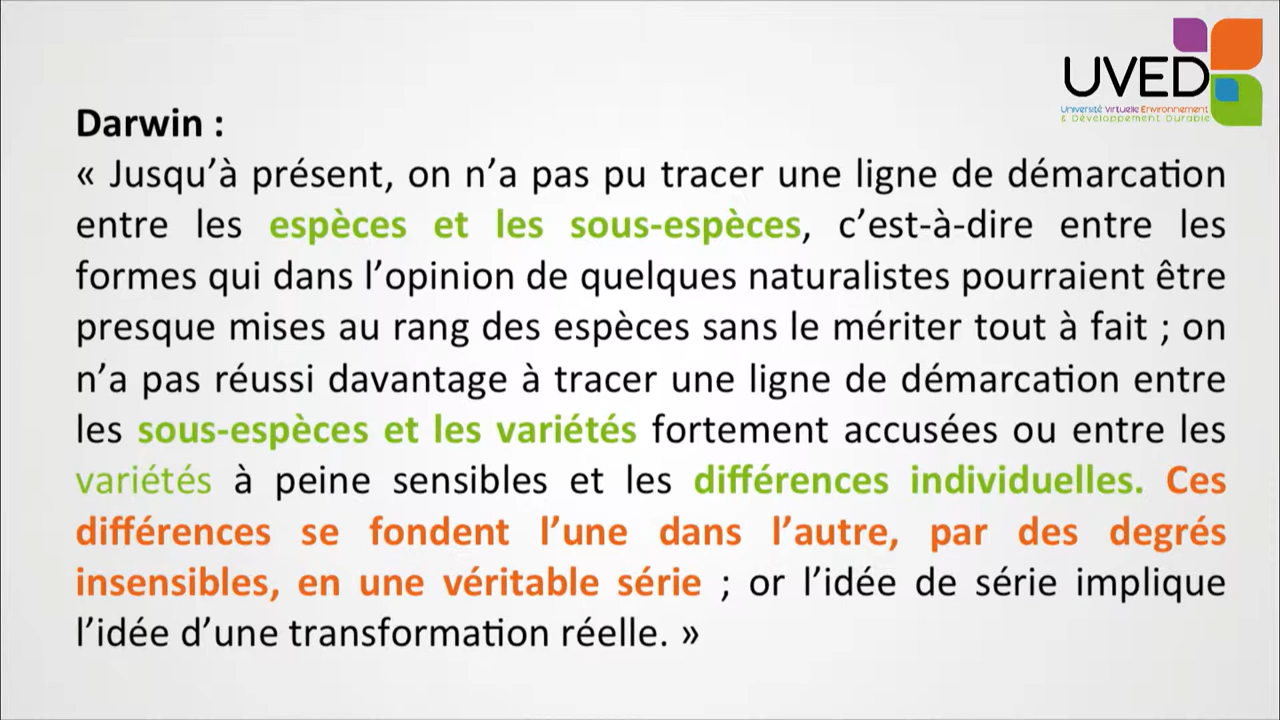 UVED
Université Virtuelle Environnement
& Développement Durable
Darwin :
« Jusqu’à présent, on n’a pas pu tracer une ligne de démarcation
entre les espèces et les sous-espèces, c’est-à-dire entre les
formes qui dans l’opinion de quelques naturalistes pourraient être
presque mises au rang des espèces sans le mériter tout à fait ; on
n’a pas réussi davantage à tracer une ligne de démarcation entre
les sous-espèces et les variétés fortement accusées ou entre les
variétés à peine sensibles et les différences individuelles. Ces
différences se fondent l’une dans l’autre, par des degrés
insensibles, en une véritable série ; or l’idée de série implique
l’idée d’une transformation réelle. »